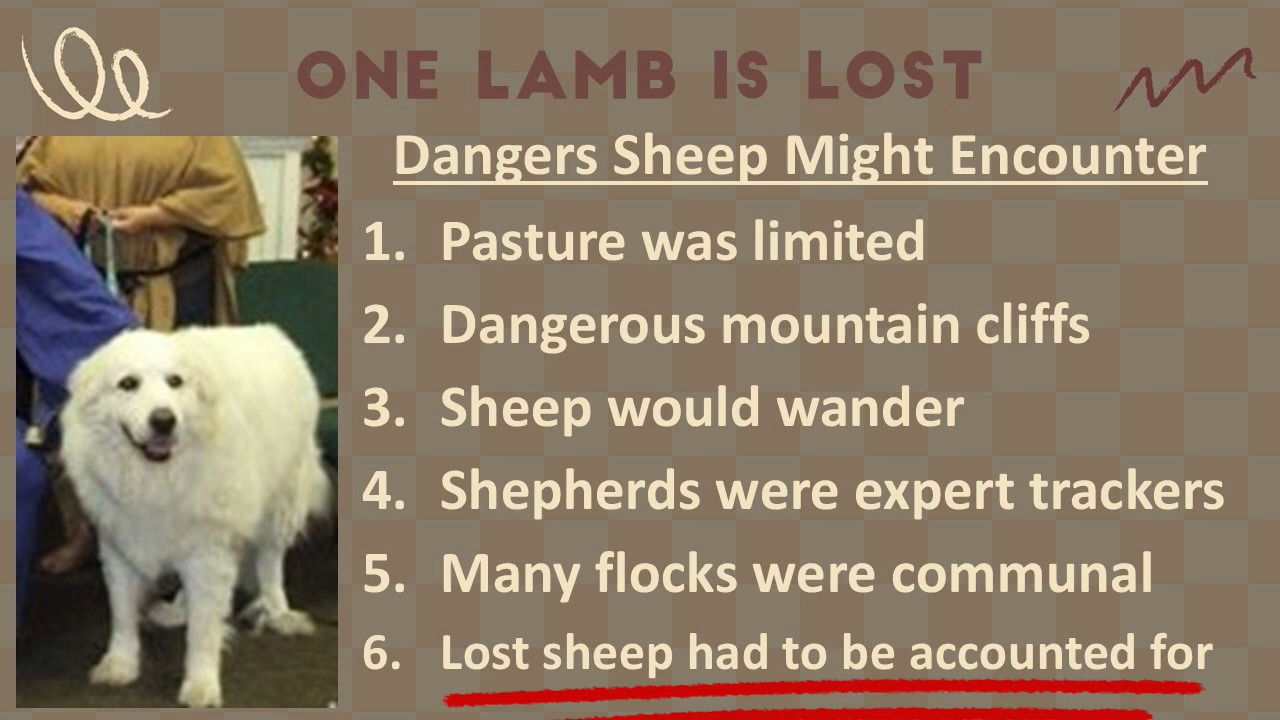 ONE LAMB IS LOST
Dangers Sheep Might Encounter
1. Pasture was limited
2. Dangerous mountain cliffs
3. Sheep would wander
4. Shepherds were expert trackers
5. Many flocks were communal
6. Lost sheep had to be accounted for